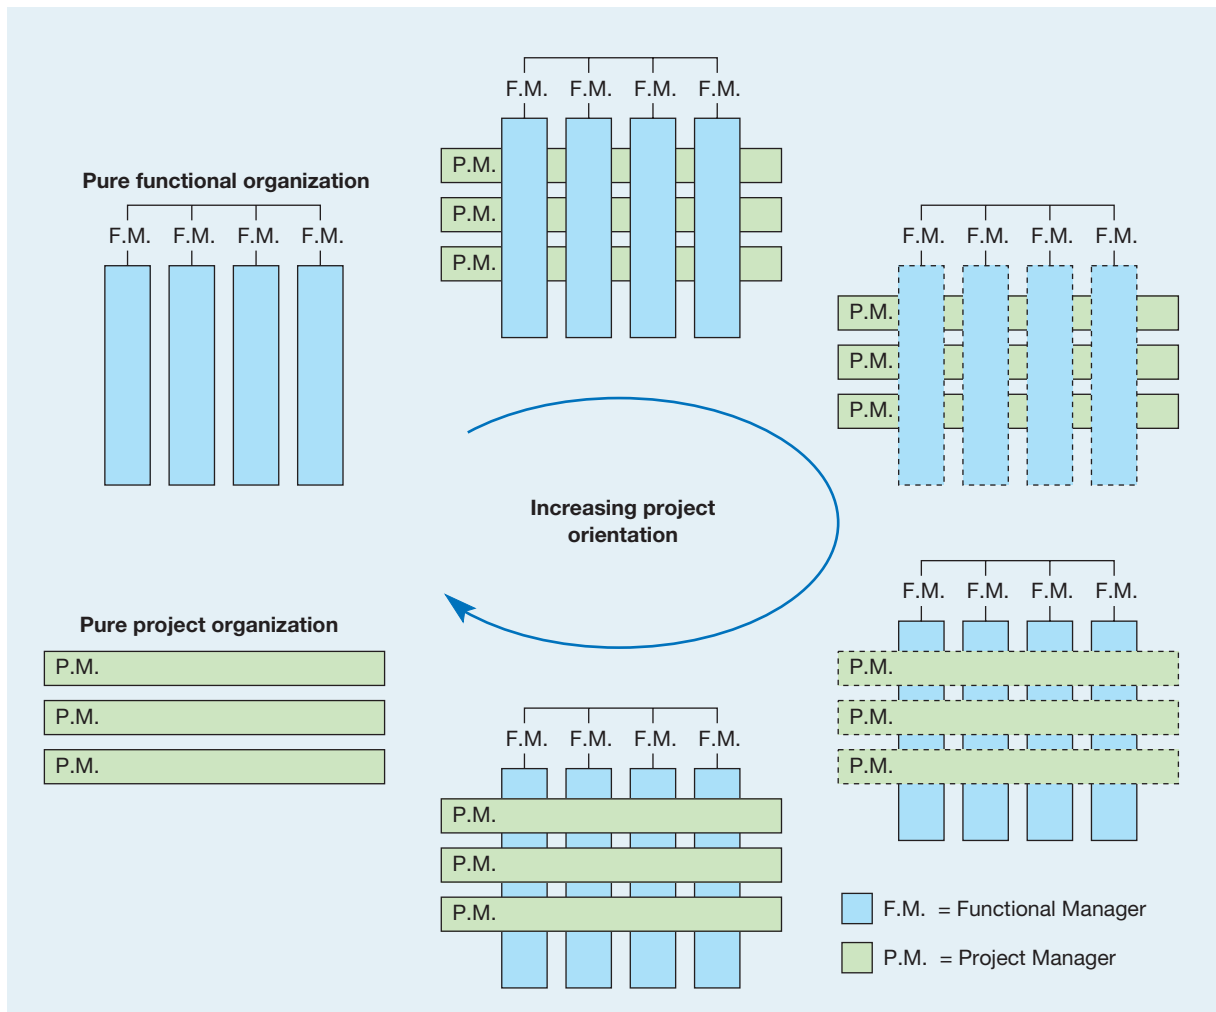 F.M. F.M. F.M. F.M.
P.M.
P.M.
P.M.
Pure functional organization
F.M. F.M. F.M. F.M.
F.M. F.M. F.M. F.M.
P.M.
P.M.
P.M.
Increasing project
orientation
F.M. F.M. F.M. F.M.
P.M.
P.M.
P.M.
Pure project organization
P.M.
P.M.
P.M.
F.M. F.M. F.M. F.M.
P.M.
P.M.
P.M.
F.M. = Functional Manager
P.M. = Project Manager